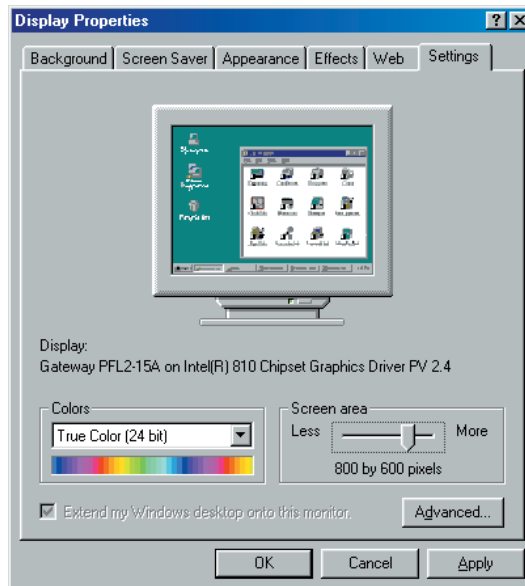 Display Properties
Background Screen Saver Appearance Effects Web Settings
Display:
Gateway PFL2-15A on Intel(R) 810 Chipset Graphics Driver PV 2.4
Colors
True Color (24 bit)
Screen area
Less More
800 by 600 pixels
Extend my Windows desktop onto this monitor.
Advanced...
OK Cancel Apply